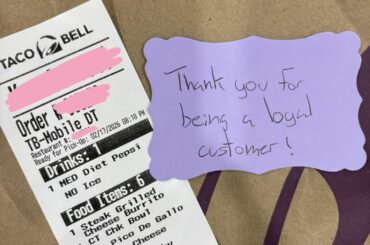 TACO BELL
Order
TB-Mobile DT
Restaurant #:
Ready for Pick-Up: 02/17/2026 08:10 PM
Drinks: 1
1 MED Diet Pepsi
NO Ice
Food Items: 6
1 Steak Grilled
Cheese Burrito
1 CT Chk Bowl
Pico De Gallo
Cheese
Thank you for
being a loyal
customer!